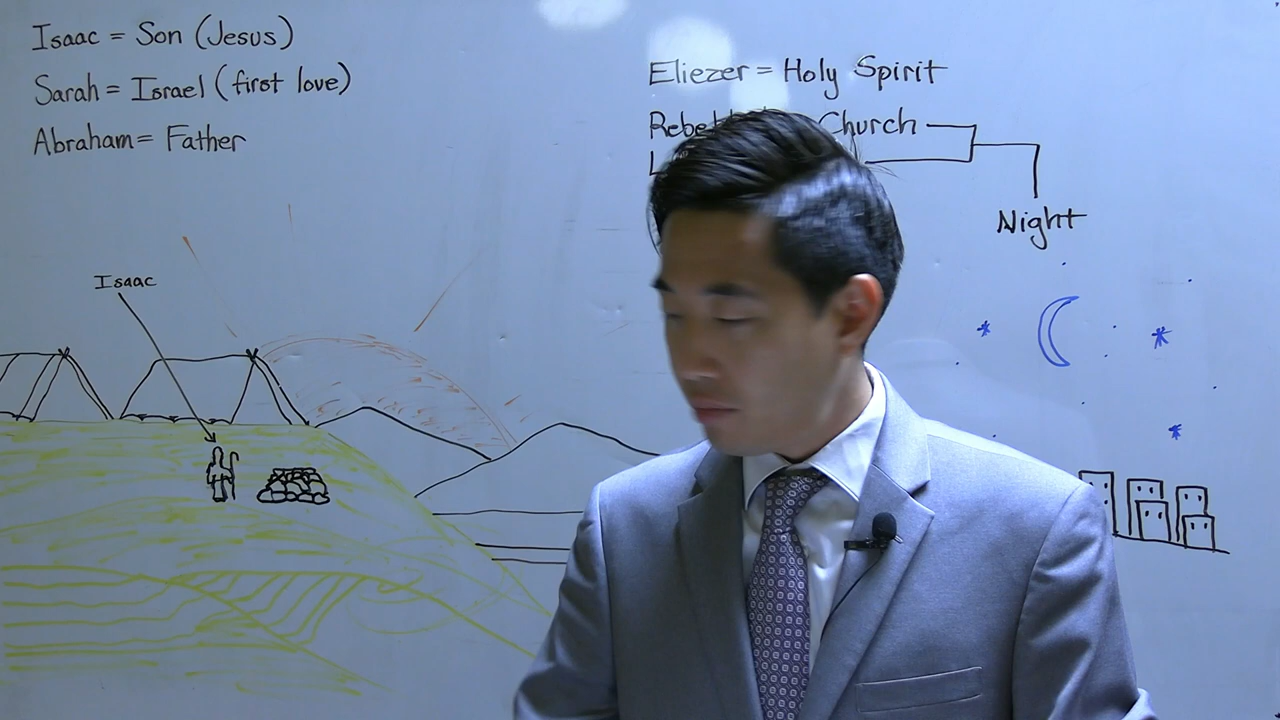 Isaac = Son (Jesus)
Sarah = Israel (first love)
Abraham = Father
Eliezer = Holy Spirit
Church
Night
Isaac